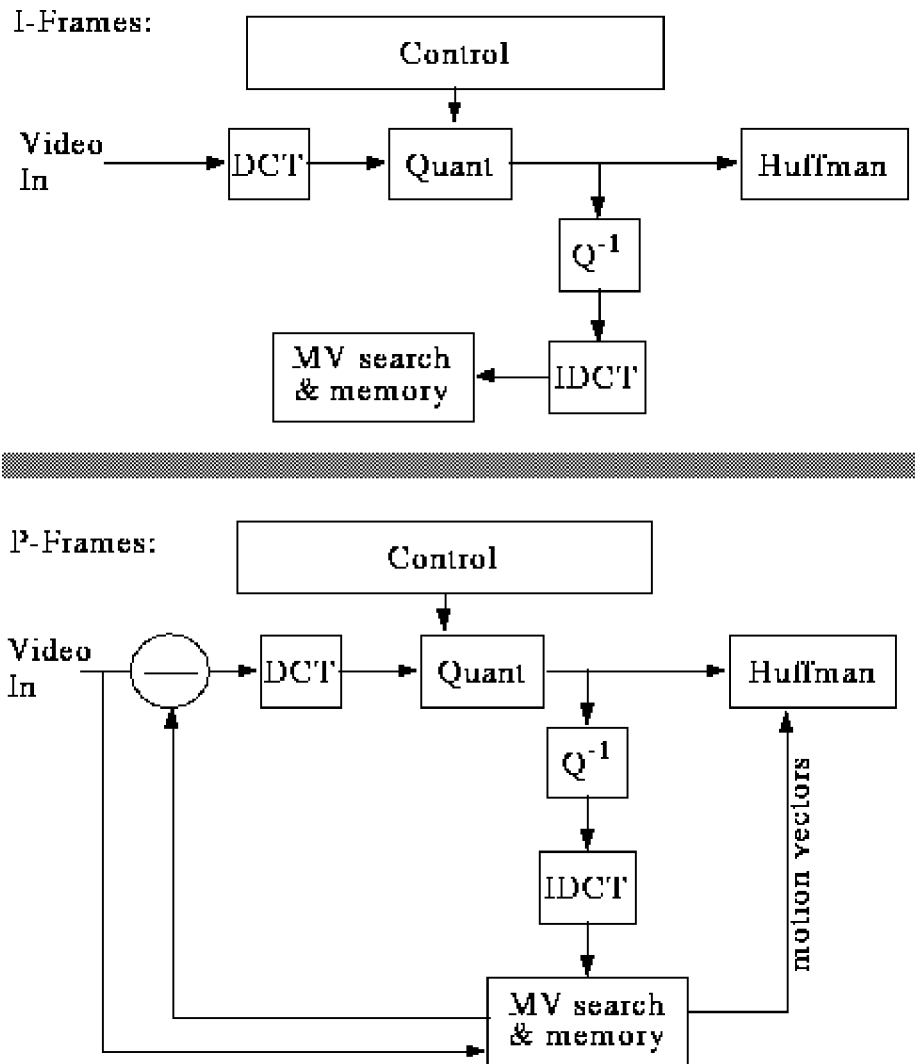 I-Frames:
Control
Video
In
DCT
Quant
Huffman
Q-1
IDCT
MV search
& memory
P-Frames:
Control
Video
In
DCT
Quant
Huffman
Q-1
IDCT
motion vectors
MV search
& memory